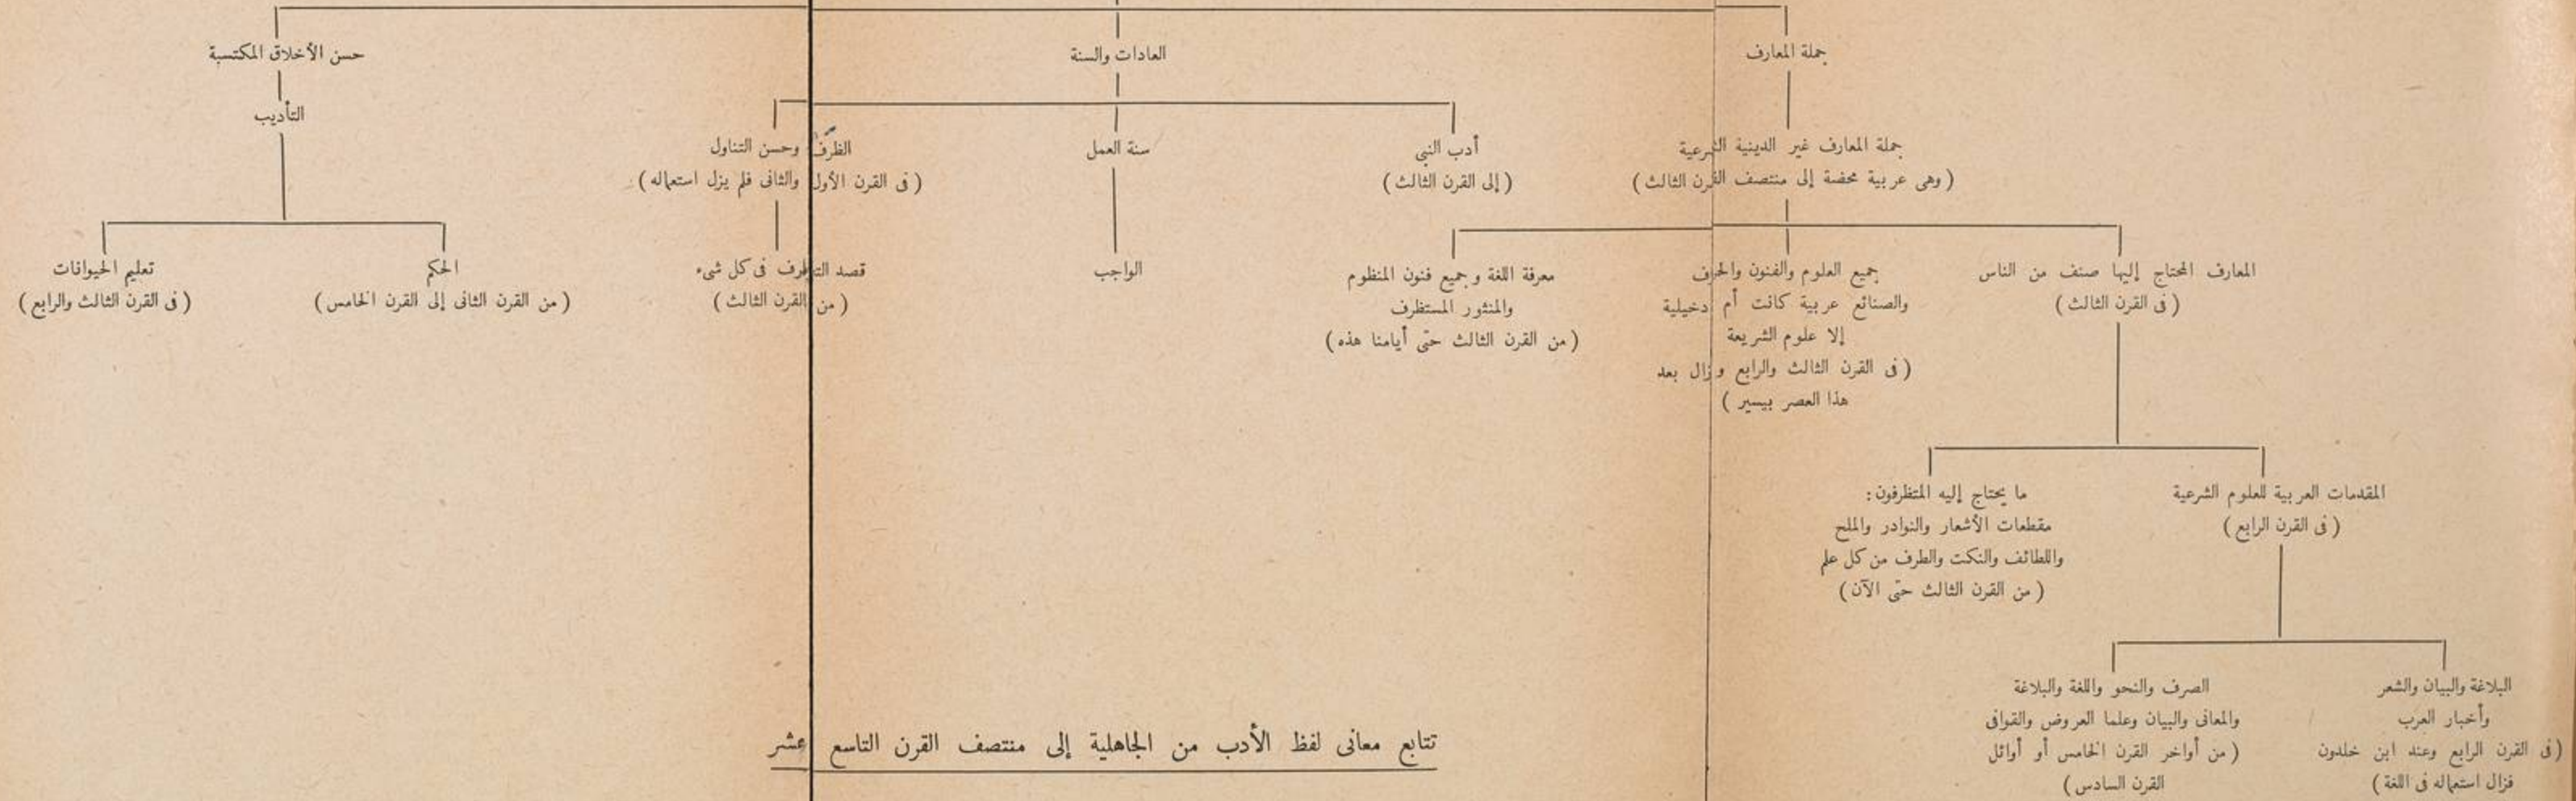 جملة المعارف
العادات والسنة
حسن الأخلاق المكتسبة
التأديب
جملة المعارف غير الدينية الشرعية
( وهى عربية محضة إلى منتصف القرن الثالث )
أدب النبى
( إلى القرن الثالث )
سنة العمل
الظرف وحسن التناول
( فى القرن الأول والثانى فلم يزل استعماله )
المعارف المحتاج إليها صنف من الناس
( فى القرن الثالث )
جميع العلوم والفنون والحرف
والصنائع عربية كانت أم دخيلية
إلا علوم الشريعة
( فى القرن الثالث والرابع وزال بعد
هذا العصر بيسير )
معرفة اللغة وجميع فنون المنظوم
والمنثور المستظرف
( من القرن الثالث حتى أيامنا هذه )
الواجب
قصد التظرف فى كل شىء
( من القرن الثالث )
الحكم
( من القرن الثانى إلى القرن الخامس )
تعليم الحيوانات
( فى القرن الثالث والرابع )
المقدمات العربية للعلوم الشرعية
( فى القرن الرابع )
ما يحتاج إليه المتظرفون :
مقطعات الأشعار والنوادر والملح
واللطائف والنكت والطرف من كل علم
( من القرن الثالث حتى الآن )
البلاغة والبيان والشعر
وأخبار العرب
( فى القرن الرابع وعند ابن خلدون
فزال استعماله فى اللغة )
الصرف والنحو واللغة والبلاغة
والمعانى والبيان وعلما العروض والقوافى
( من أواخر القرن الخامس أو أوائل
القرن السادس )
تتابع معانى لفظ الأدب من الجاهلية إلى منتصف القرن التاسع عشر